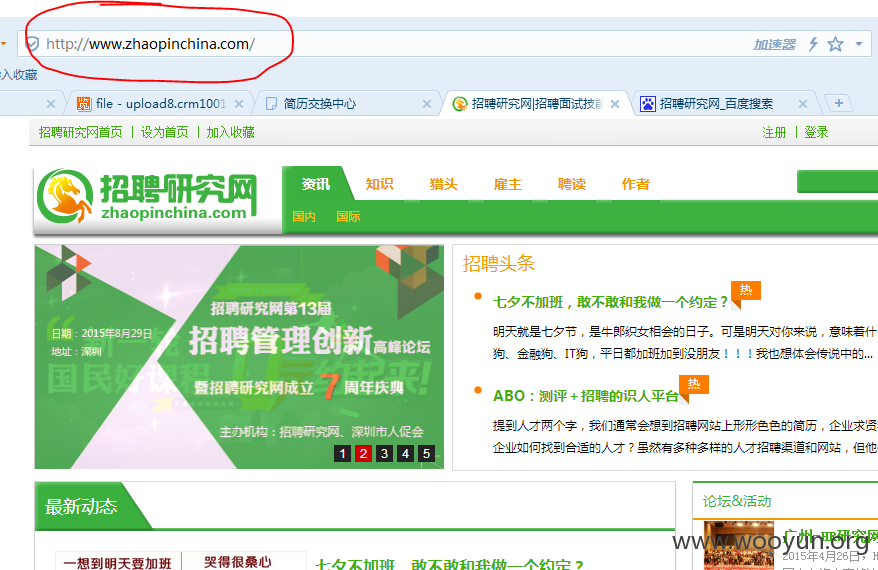 http://www.zhaopinchina.com/
加速器
入收藏
file - upload8.crm1001
简历交换中心
招聘研究网|招聘面试技能
招聘研究网_百度搜索
招聘研究网首页 | 设为首页 | 加入收藏
注册 | 登录
招聘研究网
zhaopinchina.com
资讯 知识 猎头 雇主 聘读 作者
国内 国际
招聘研究网第13届
招聘管理创新高峰论坛
日期:2015年8月29日
地址:深圳
国民好课程
约起来!
暨招聘研究网成立7周年庆典
主办机构:招聘研究网、深圳市人促会
1 2 3 4 5
招聘头条
七夕不加班,敢不敢和我做一个约定?
热
明天就是七夕节,是牛郎织女相会的日子。可是明天对你来说,意味着什
狗、金融狗、IT狗,平日都加班加到没朋友!!!我也想体会传说中的...
ABO:测评+招聘的识人平台
热
提到人才两个字,我们通常会想到招聘网站上形形色色的简历,企业求贤
企业如何找到合适的人才?虽然有多种多样的人才招聘渠道和网站,但他
最新动态
论坛&活动
一想到明天要加班
哭得很桑心
七夕不加班,敢不敢和我做一个约定?
广州-班研究网
2015年4月26日,
www.wooyun.org